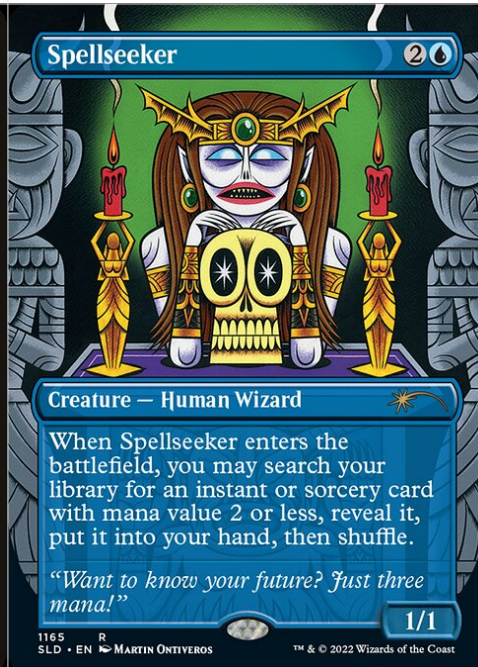 Spellseeker 2
Creature — Human Wizard
When Spellseeker enters the
battlefield, you may search your
library for an instant or sorcery card
with mana value 2 or less, reveal it,
put it into your hand, then shuffle.
“Want to know your future? Just three
mana!”
1/1
1165 R
SLD • EN Martin Ontiveros
™ & © 2022 Wizards of the Coast